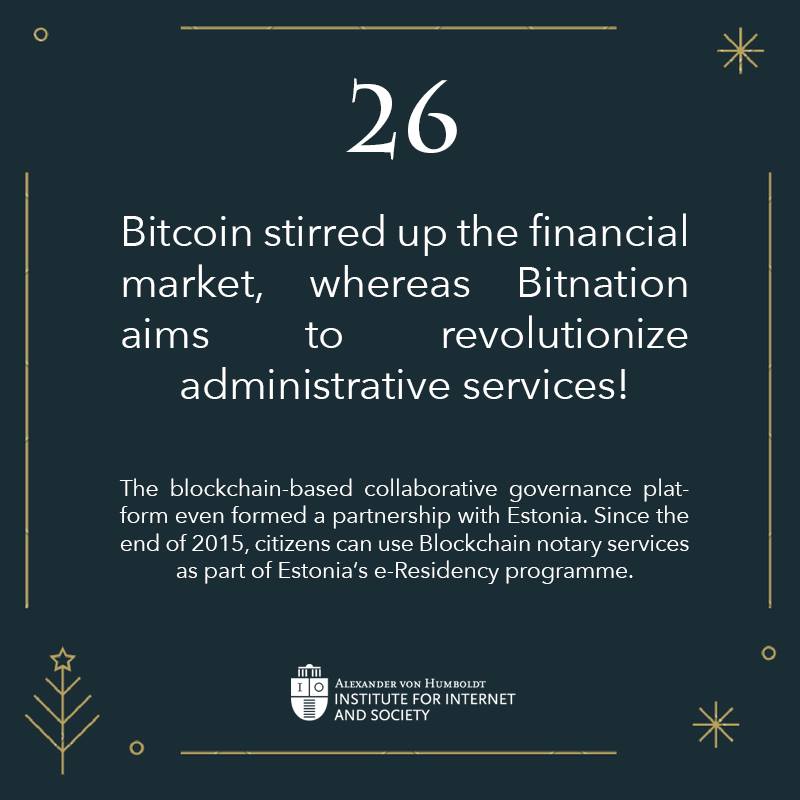 26
Bitcoin stirred up the financial
market, whereas Bitnation
aims to revolutionize
administrative services!
The blockchain-based collaborative governance plat-
form even formed a partnership with Estonia. Since the
end of 2015, citizens can use Blockchain notary services
as part of Estonia‘s e-Residency programme.
I O
Alexander von Humboldt
INSTITUTE FOR INTERNET
AND SOCIETY